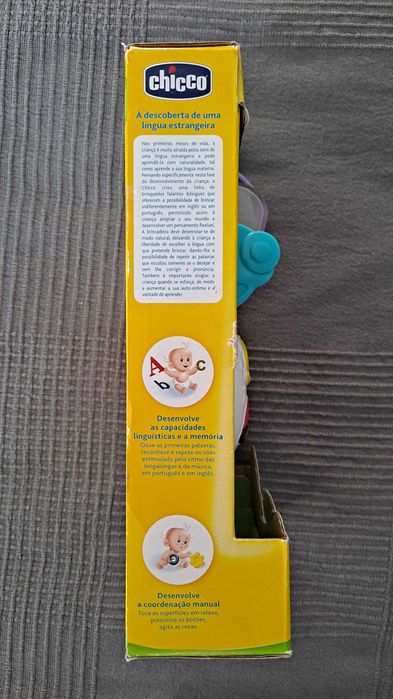 chicco
À descoberta de uma
língua estrangeira
Nos primeiros meses de vida, a
criança é muito atraída pelos sons de
uma língua estrangeira e pode
aprendê-la com naturalidade, tal
como aprende a sua língua materna.
Pensando especificamente nesta fase
do desenvolvimento da criança, a
Chicco criou uma linha de
brinquedos falantes bilingues que
oferecem a possibilidade de brincar
indiferentemente em inglês ou em
português, permitindo assim à
criança ampliar o seu mundo e
desenvolver um pensamento flexível.
A brincadeira deve desenrolar-se de
modo natural, deixando à criança a
liberdade de escolher a língua com
que pretende brincar, dando-lhe a
possibilidade de repetir as palavras
que escutou somente se o desejar e
sem lhe corrigir a pronúncia.
Também é importante elogiar a
criança quando se esforça, de modo
a aumentar a sua auto-estima e a
vontade de aprender.
A b C
Desenvolve
as capacidades
linguísticas e a memória
Ouve as primeiras palavras,
reconhece e repete os sons
estimulado pelo ritmo das
lengalengas e da música,
em português e em inglês.
Desenvolve
a coordenação manual
Toca as superfícies em relevo,
pressiona os botões,
agita as rocas.